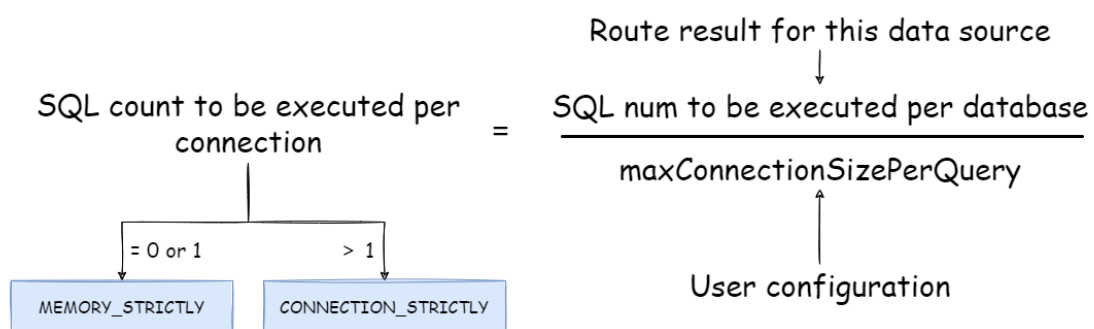 Route result for this data source
SQL count to be executed per
connection
=
SQL num to be executed per database
maxConnectionSizePerQuery
= 0 or 1
> 1
MEMORY_STRICTLY
CONNECTION_STRICTLY
User configuration